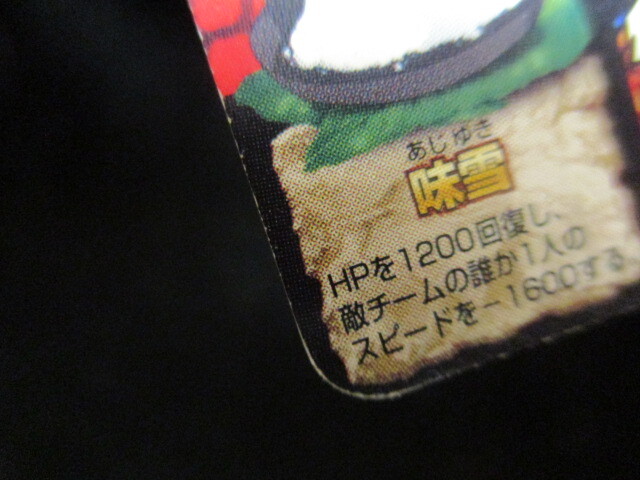 あじゆき
味雪
HPを1200回復し、
敵チームの誰か1人の
スピードを−1600する